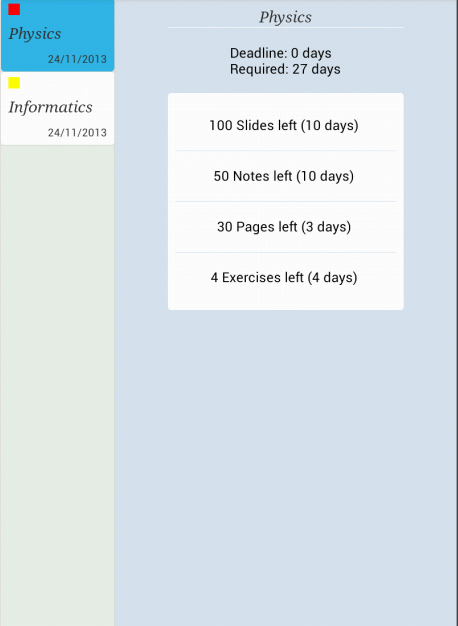 Physics
24/11/2013
Informatics
24/11/2013
Physics
Deadline: 0 days
Required: 27 days
100 Slides left (10 days)
50 Notes left (10 days)
30 Pages left (3 days)
4 Exercises left (4 days)